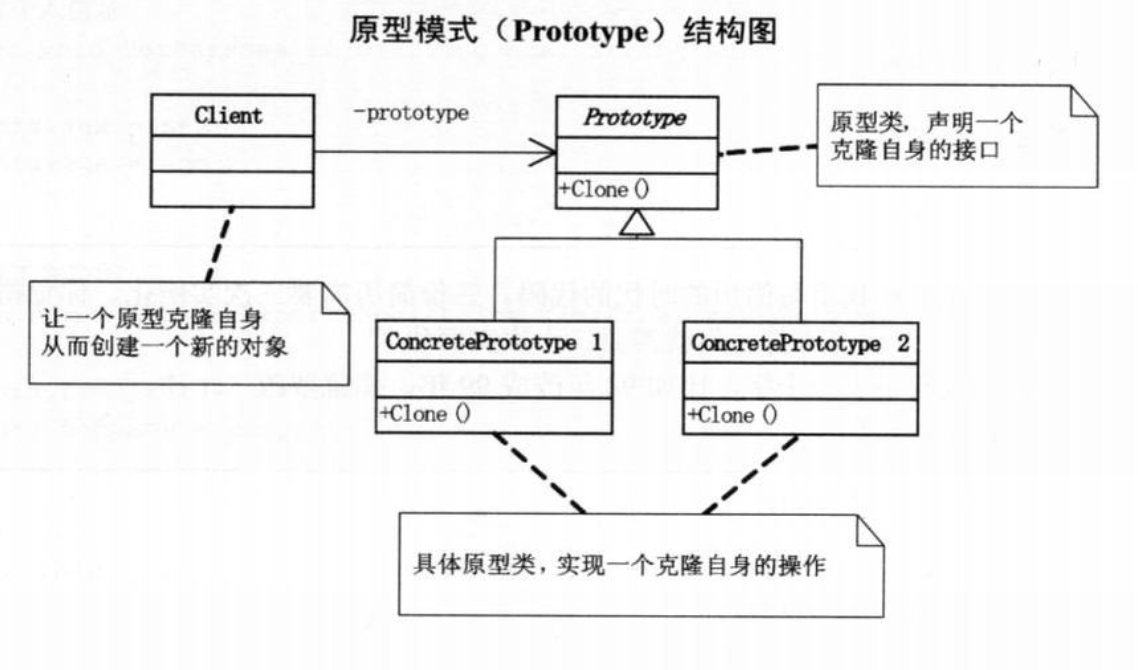 原型模式（Prototype）结构图
Client
-prototype
Prototype
+Clone()
原型类，声明一个
克隆自身的接口
让一个原型克隆自身
从而创建一个新的对象
ConcretePrototype 1
+Clone()
ConcretePrototype 2
+Clone()
具体原型类，实现一个克隆自身的操作